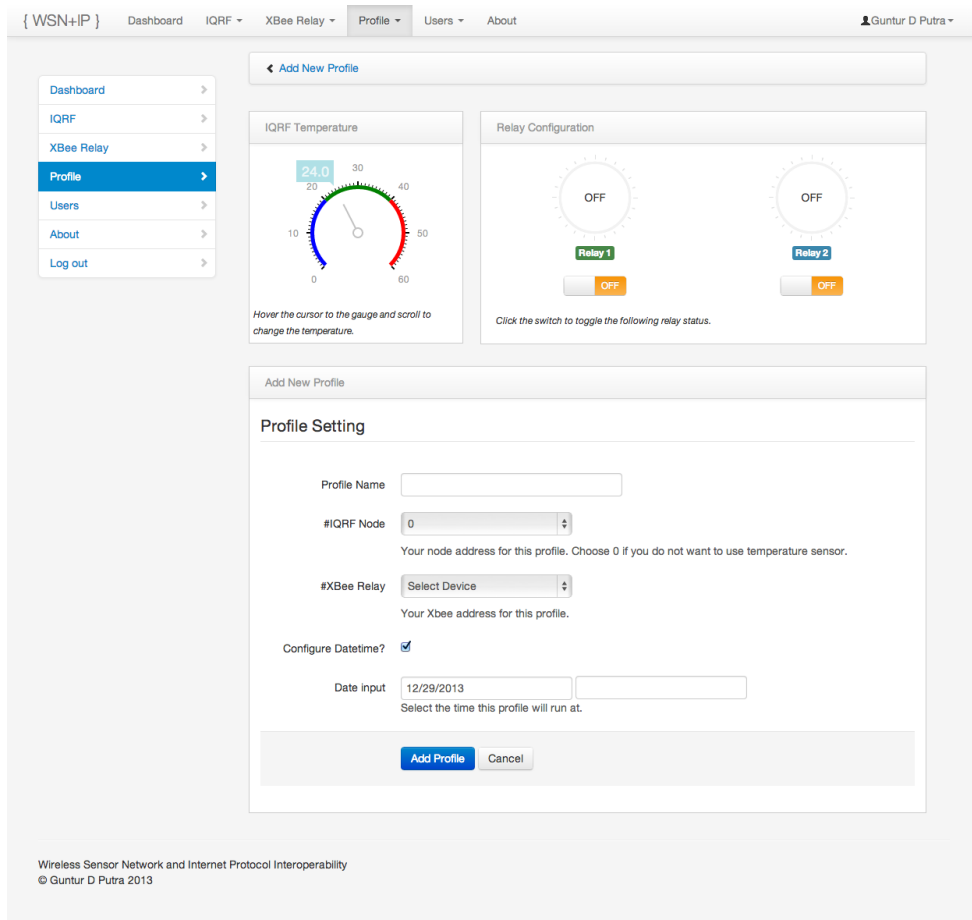 { WSN+IP } Dashboard IQRF XBee Relay Profile Users About Guntur D Putra
Add New Profile
Dashboard
IQRF
XBee Relay
Profile
Users
About
Log out
IQRF Temperature
24.0
0
10
20
30
40
50
60
Hover the cursor to the gauge and scroll to
change the temperature.
Relay Configuration
OFF
Relay 1
OFF
OFF
Relay 2
OFF
Click the switch to toggle the following relay status.
Add New Profile
Profile Setting
Profile Name
#IQRF Node 0
Your node address for this profile. Choose 0 if you do not want to use temperature sensor.
#XBee Relay Select Device
Your Xbee address for this profile.
Configure Datetime?
Date input 12/29/2013
Select the time this profile will run at.
Add Profile Cancel
Wireless Sensor Network and Internet Protocol Interoperability
© Guntur D Putra 2013